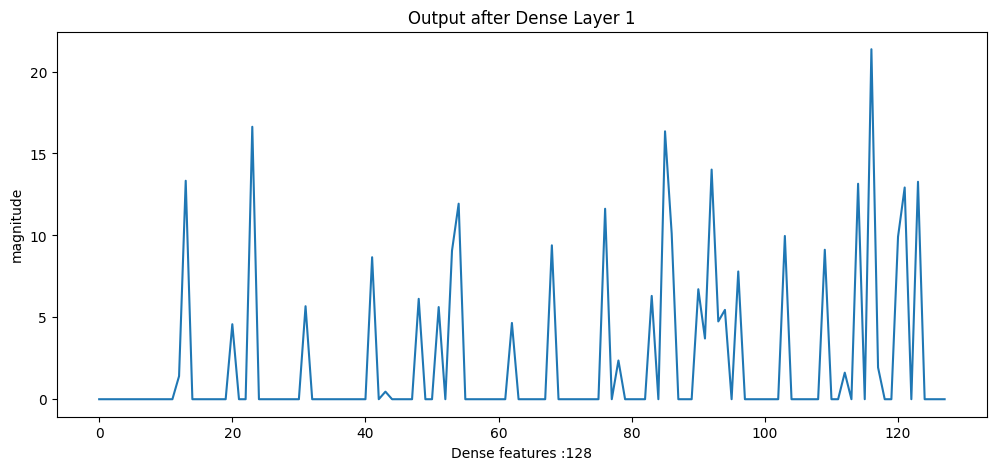 Output after Dense Layer 1
magnitude
20
15
10
5
0
0 20 40 60 80 100 120
Dense features :128